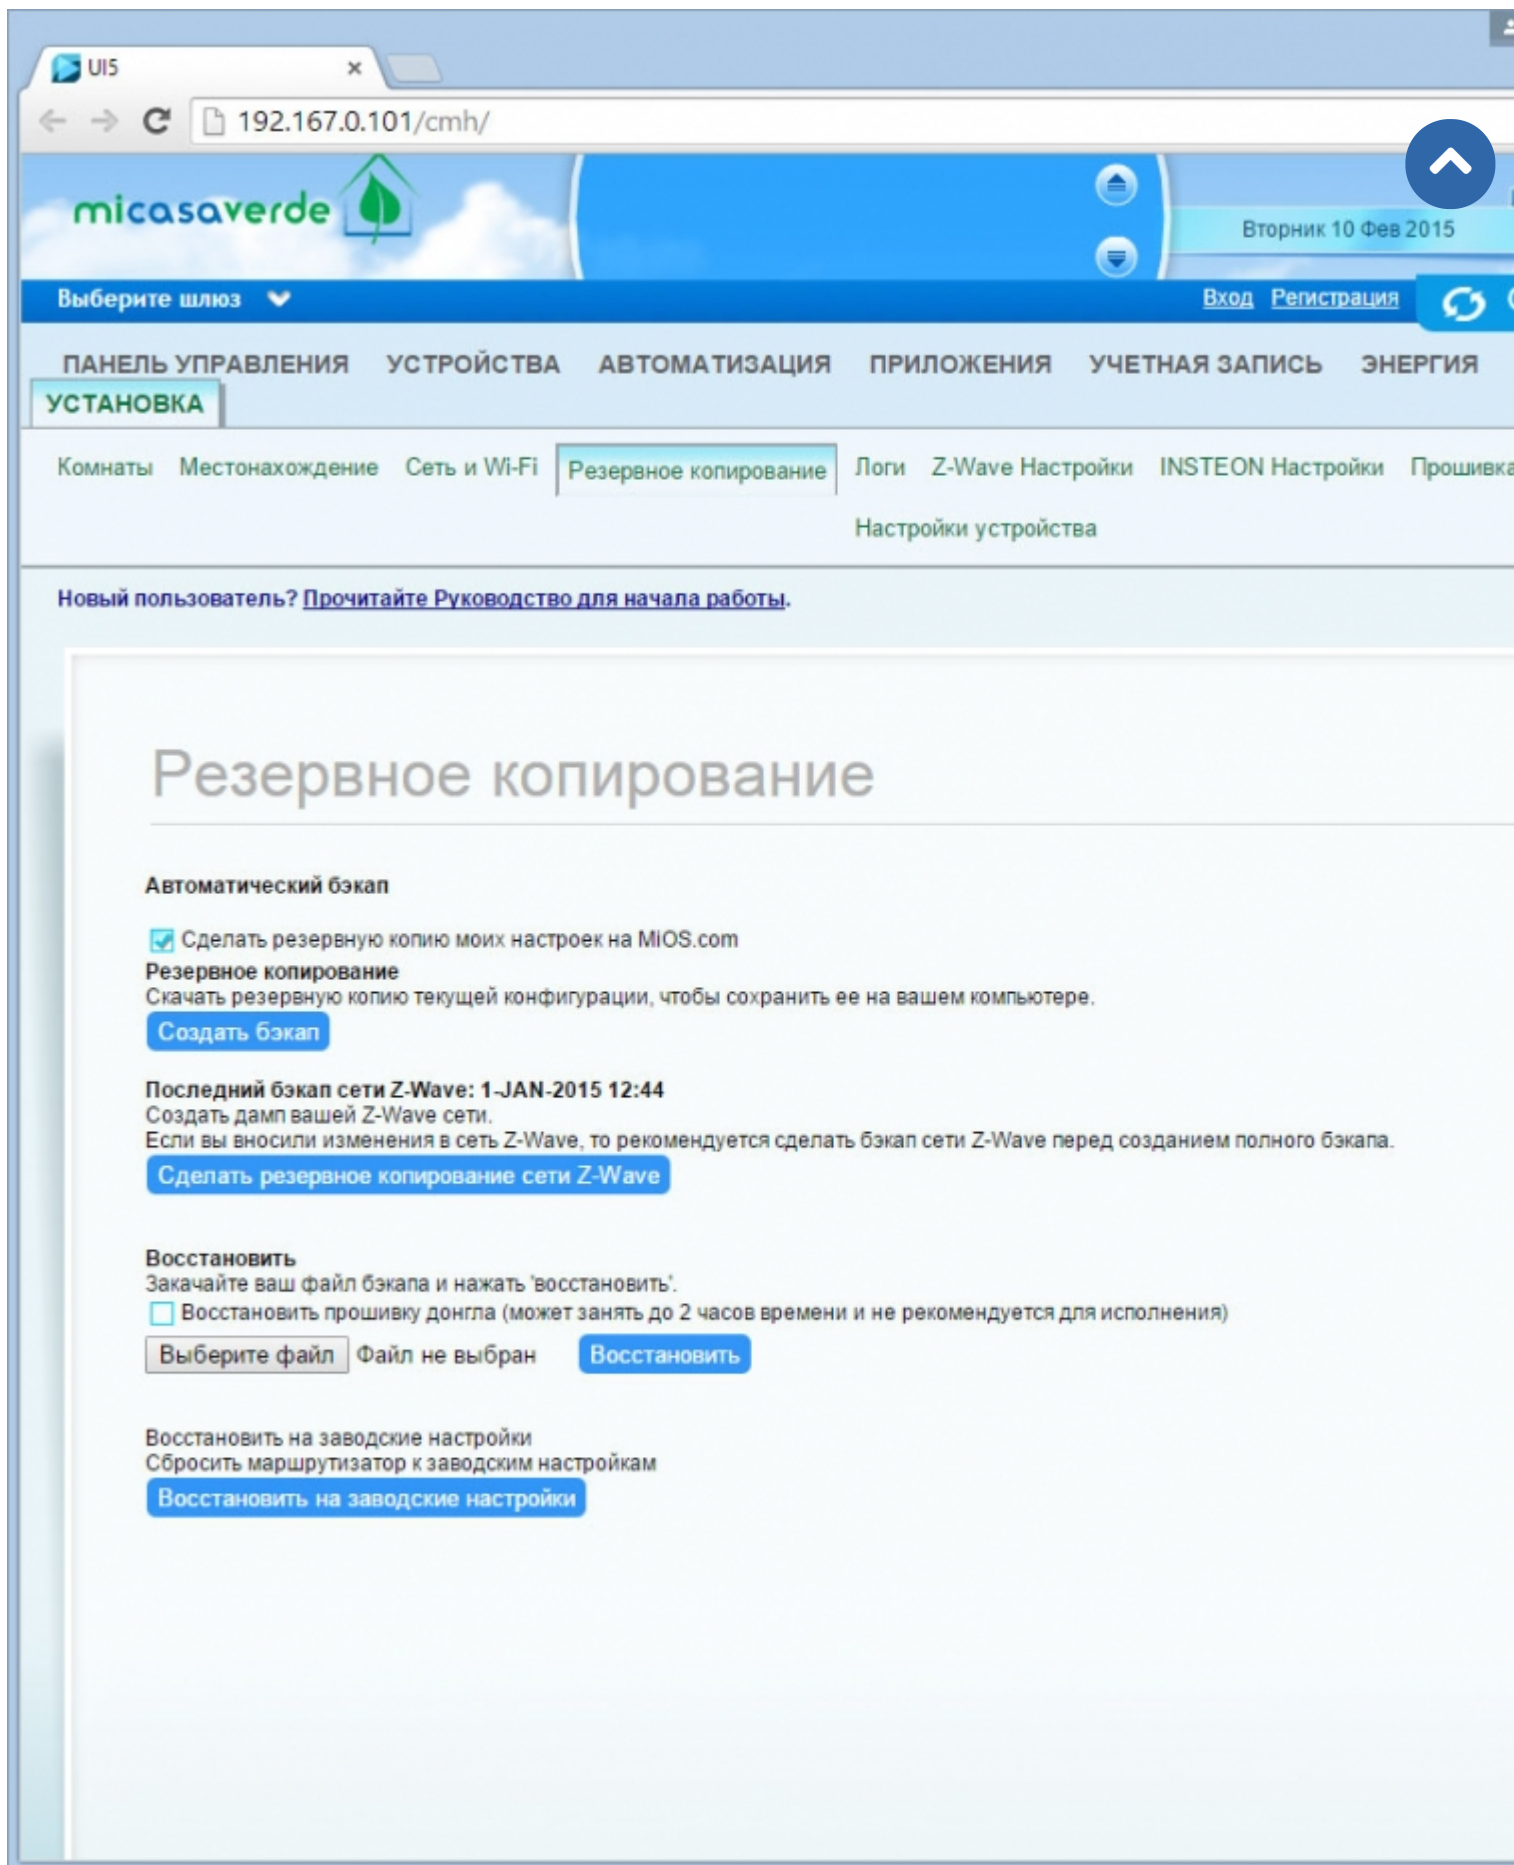 UI5
192.167.0.101/cmh/
micasaverde
Вторник 10 Фев 2015
Выберите шлюз
Вход Регистрация
ПАНЕЛЬ УПРАВЛЕНИЯ УСТРОЙСТВА АВТОМАТИЗАЦИЯ ПРИЛОЖЕНИЯ УЧЕТНАЯ ЗАПИСЬ ЭНЕРГИЯ
УСТАНОВКА
Комнаты Местонахождение Сеть и Wi-Fi Резервное копирование Логи Z-Wave Настройки INSTEON Настройки Прошивка
Настройки устройства
Новый пользователь? Прочитайте Руководство для начала работы.
Резервное копирование
Автоматический бэкап
Сделать резервную копию моих настроек на MiOS.com
Резервное копирование
Скачать резервную копию текущей конфигурации, чтобы сохранить ее на вашем компьютере.
Создать бэкап
Последний бэкап сети Z-Wave: 1-JAN-2015 12:44
Создать дамп вашей Z-Wave сети.
Если вы вносили изменения в сеть Z-Wave, то рекомендуется сделать бэкап сети Z-Wave перед созданием полного бэкапа.
Сделать резервное копирование сети Z-Wave
Восстановить
Закачайте ваш файл бэкапа и нажать 'восстановить'.
Восстановить прошивку донгла (может занять до 2 часов времени и не рекомендуется для исполнения)
Выберите файл Файл не выбран Восстановить
Восстановить на заводские настройки
Сбросить маршрутизатор к заводским настройкам
Восстановить на заводские настройки